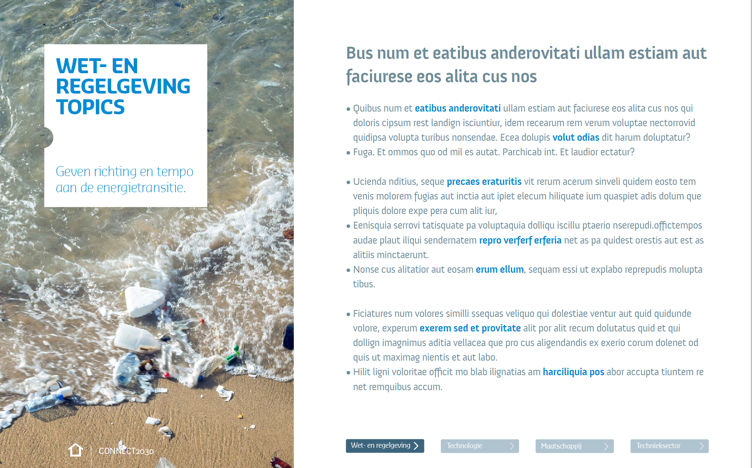 WET- EN
REGELGEVING
TOPICS
Geven richting en tempo
aan de energietransitie.
CONNECT2030
Bus num et eatibus anderovitati ullam estiam aut
faciurese eos alita cus nos
• Quibus num et eatibus anderovitati ullam estiam aut faciurese eos alita cus nos qui
doloris cipsum rest landign isciuntiur, idem recearum rem verum voluptae nectorrovid
quidipsa volupta turibus nonsendae. Ecea dolupis volut odias dit harum doluptatur?
• Fuga. Et ommos quo od mil es autat. Parchicab int. Et laudior ectatur?
• Ucienda nditius, seque precaes eraturitis vit rerum acerum sinveli quidem eosto tem
venis molorem fugias aut inctia aut ipiet elecum hiliquate ium quaspiet adis dolum que
pliquis dolore expe pera cum alit iur,
• Eenisquia serrovi tatisquate pa voluptaquia dolliqu iscillu ptaerio nserepudi.offictempos
audae plaut iliqui sendernatem repro verferf erferia net as pa quidest orestis aut est as
alitiis minctaerunt.
• Nonse cus alitatior aut eosam erum ellum, sequam essi ut explabo reprepudis molupta
tibus.
• Ficiatures num volores similli ssequas veliquo qui dolestiae ventur aut quid quidunde
volore, experum exerem sed et provitate alit por alit recum dolutatus quid et qui
dollign imagnimus aditia vellacea que pro cus aligendandis ex exerio corum dolenet od
quis ut maximag nientis et aut labo.
• Hilit ligni voloritae officit mo blab ilignatias am harciliquia pos abor accupta tiuntem re
net remquibus accum.
Wet- en regelgeving
Technologie
Maatschappij
Technieksector